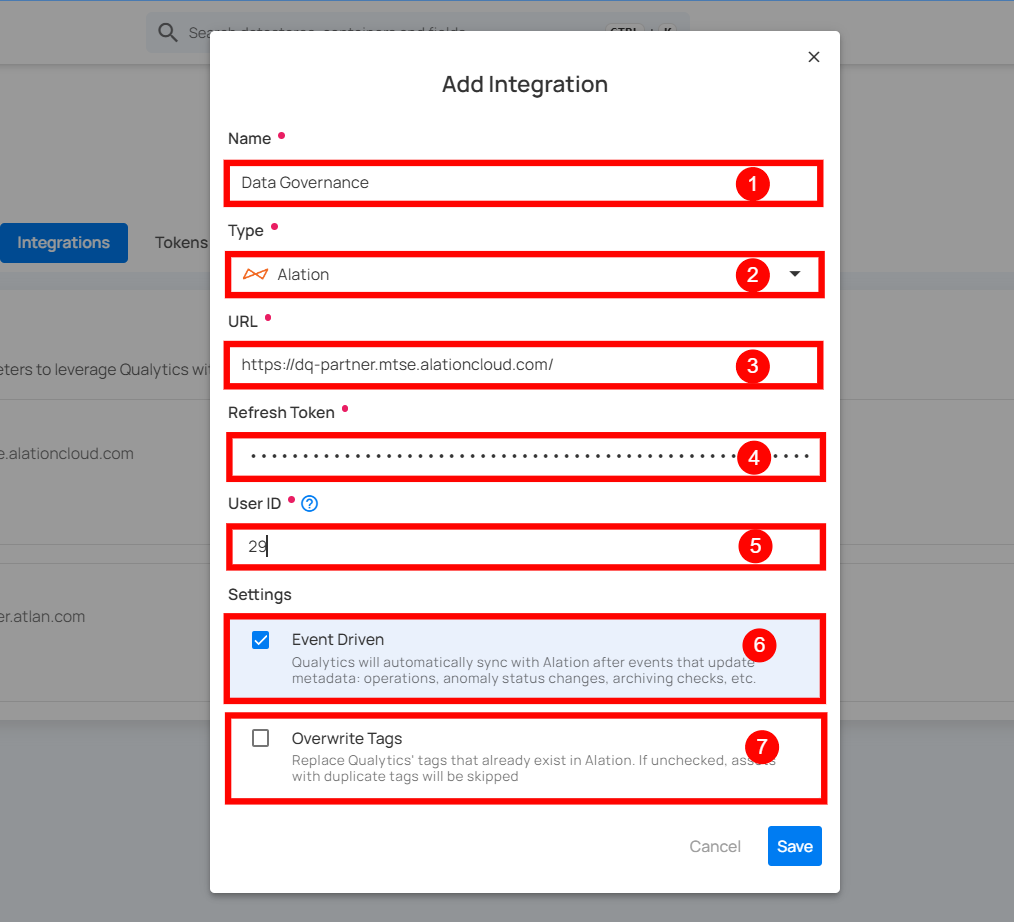 Search datastores, containers and fields
CTRL + K
Add Integration
Name
Data Governance
1
Integrations
Tokens
Type
Alation
2
URL
https://dq-partner.mtse.alationcloud.com/
3
eters to leverage Qualytics wit
Refresh Token
4
e.alationcloud.com
User ID
?
29
5
Settings
er.atlan.com
Event Driven
6
Qualytics will automatically sync with Alation after events that update
metadata: operations, anomaly status changes, archiving checks, etc.
Overwrite Tags
7
Replace Qualytics' tags that already exist in Alation. If unchecked, assets
with duplicate tags will be skipped
Cancel
Save